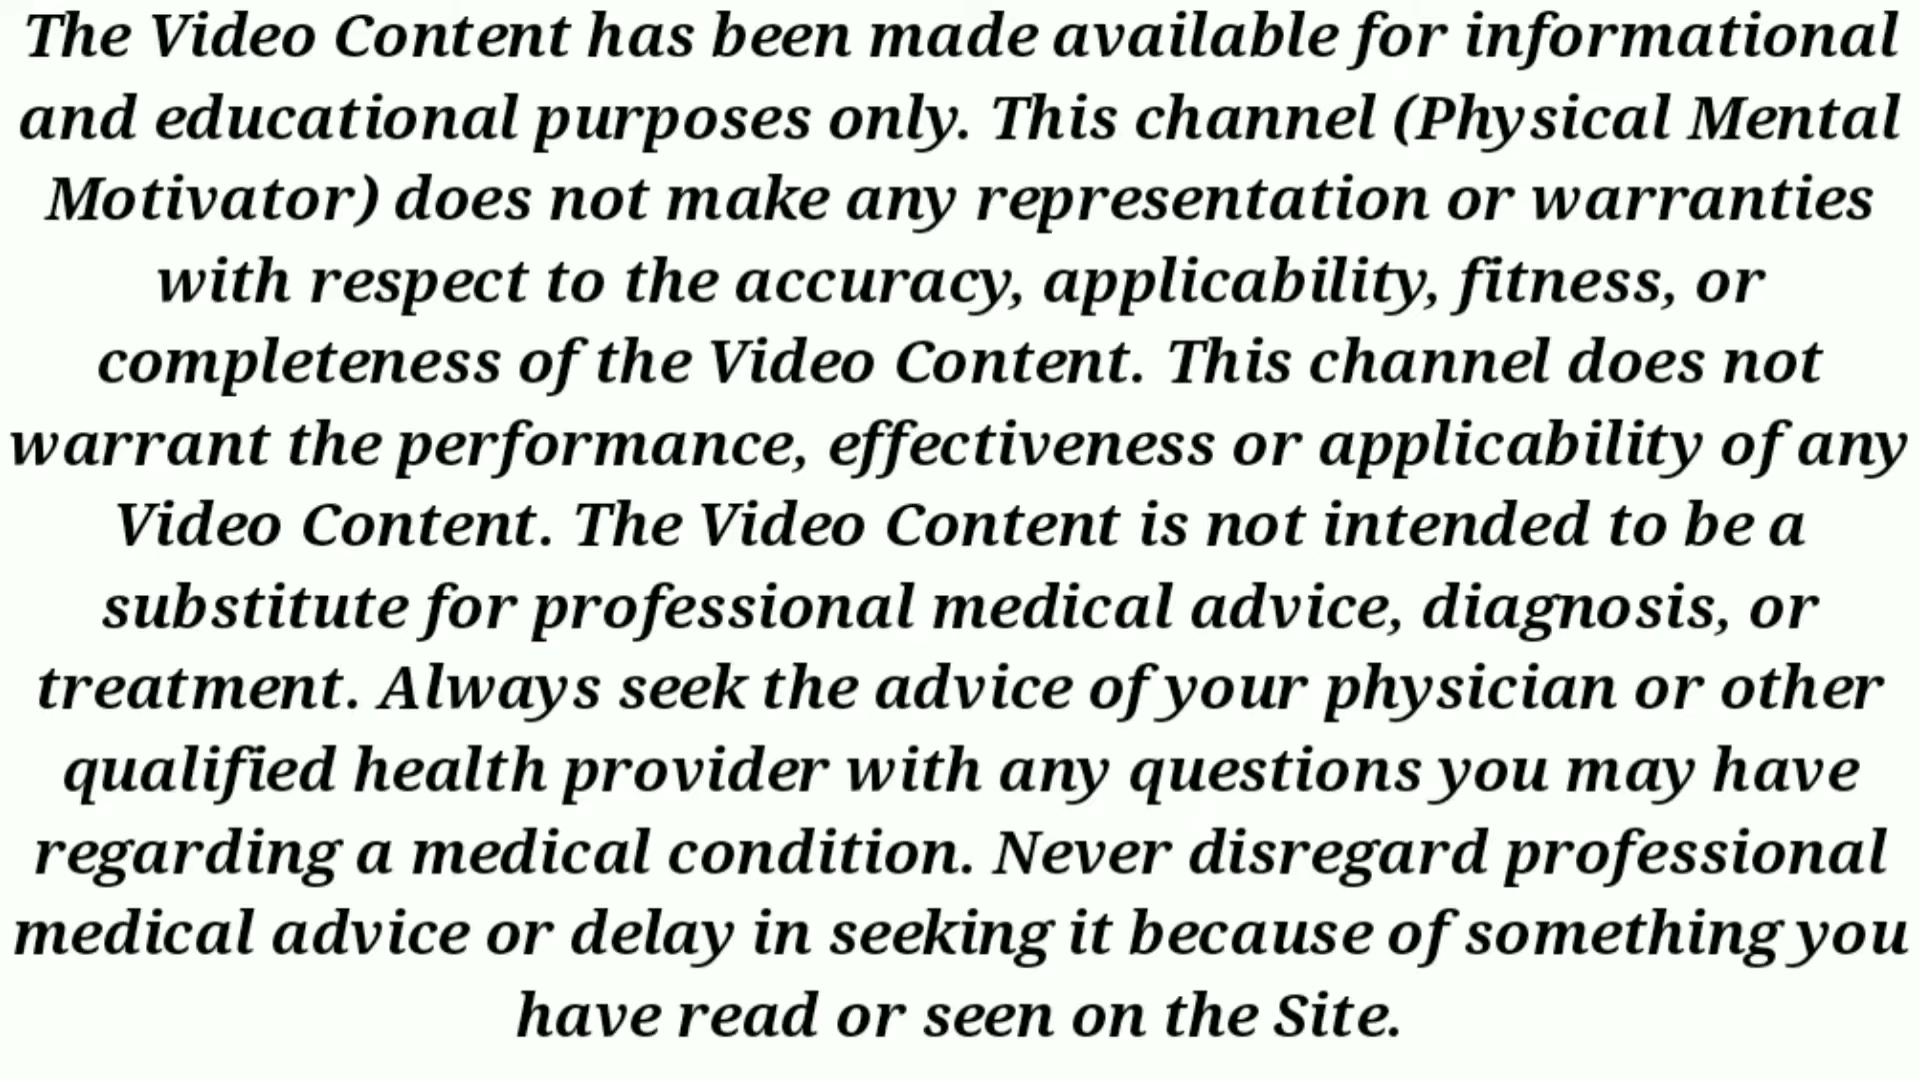 The Video Content has been made available for informational
and educational purposes only. This channel (Physical Mental
Motivator) does not make any representation or warranties
with respect to the accuracy, applicability, fitness, or
completeness of the Video Content. This channel does not
warrant the performance, effectiveness or applicability of any
Video Content. The Video Content is not intended to be a
substitute for professional medical advice, diagnosis, or
treatment. Always seek the advice of your physician or other
qualified health provider with any questions you may have
regarding a medical condition. Never disregard professional
medical advice or delay in seeking it because of something you
have read or seen on the Site.